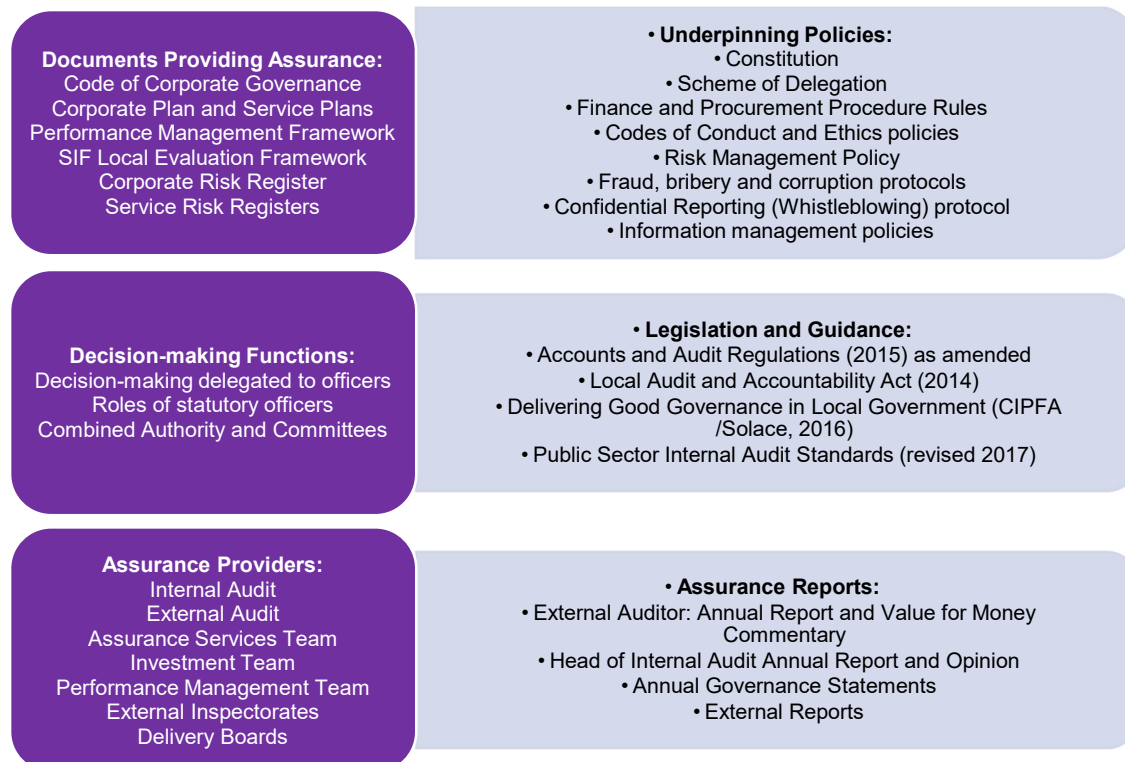 Documents Providing Assurance:
Code of Corporate Governance
Corporate Plan and Service Plans
Performance Management Framework
SIF Local Evaluation Framework
Corporate Risk Register
Service Risk Registers
• Underpinning Policies:
• Constitution
• Scheme of Delegation
• Finance and Procurement Procedure Rules
• Codes of Conduct and Ethics policies
• Risk Management Policy
• Fraud, bribery and corruption protocols
• Confidential Reporting (Whistleblowing) protocol
• Information management policies
Decision-making Functions:
Decision-making delegated to officers
Roles of statutory officers
Combined Authority and Committees
• Legislation and Guidance:
• Accounts and Audit Regulations (2015) as amended
• Local Audit and Accountability Act (2014)
• Delivering Good Governance in Local Government (CIPFA
/Solace, 2016)
• Public Sector Internal Audit Standards (revised 2017)
Assurance Providers:
Internal Audit
External Audit
Assurance Services Team
Investment Team
Performance Management Team
External Inspectorates
Delivery Boards
• Assurance Reports:
• External Auditor: Annual Report and Value for Money
Commentary
• Head of Internal Audit Annual Report and Opinion
• Annual Governance Statements
• External Reports